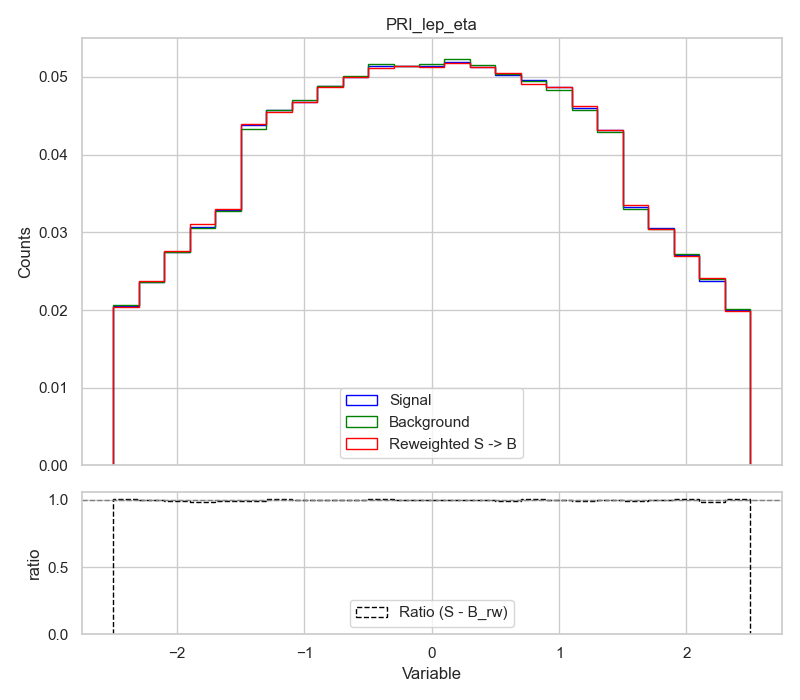 PRI_lep_eta
0.05
0.04
0.03
0.02
0.01
0.00
Counts
Signal
Background
Reweighted S -> B
1.0
0.5
0.0
ratio
Ratio (S - B_rw)
−2
−1
0
1
2
Variable